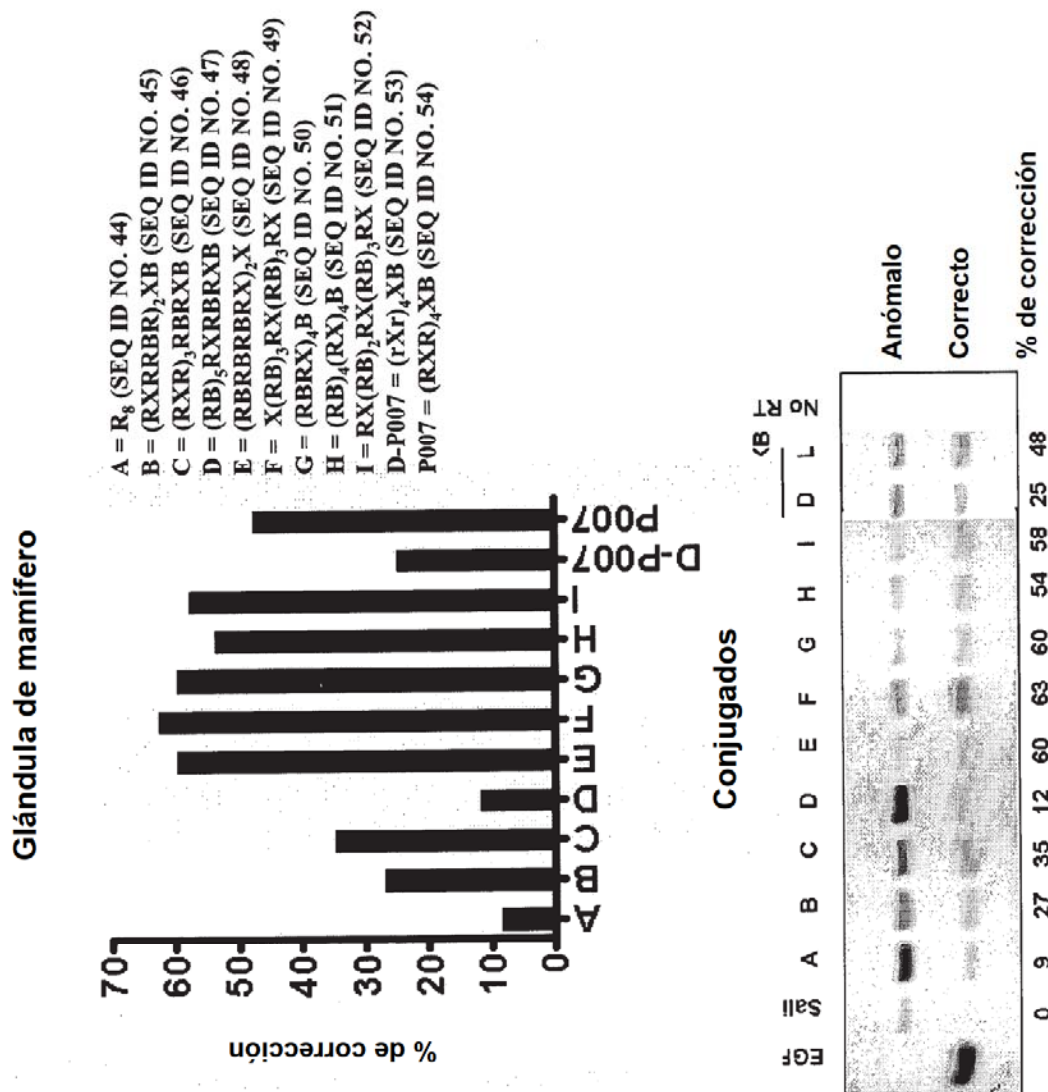 Glándula de mamífero
A = R₈ (SEQ ID NO. 44)
B = (RXRRBR)₂XB (SEQ ID NO. 45)
C = (RXR)₃RBRXB (SEQ ID NO. 46)
D = (RB)₅RXRBRXB (SEQ ID NO. 47)
E = (RBRBRBRX)₂X (SEQ ID NO. 48)
F = X(RB)₃RX(RB)₃RX (SEQ ID NO. 49)
G = (RBRX)₄B (SEQ ID NO. 50)
H = (RB)₄(RX)₄B (SEQ ID NO. 51)
I = RX(RB)₂RX(RB)₃RX (SEQ ID NO. 52)
D-P007 = (rXr)₄XB (SEQ ID NO. 53)
P007 = (RXR)₄XB (SEQ ID NO. 54)
% de corrección
70
60
50
40
30
20
10
0
A B C D E F G H I D-P007 P007
Conjugados
EGF Sali A B C D E F G H I D L No RT
Anómalo
Correcto
0 9 27 35 12 60 63 60 54 58 25 48 % de corrección